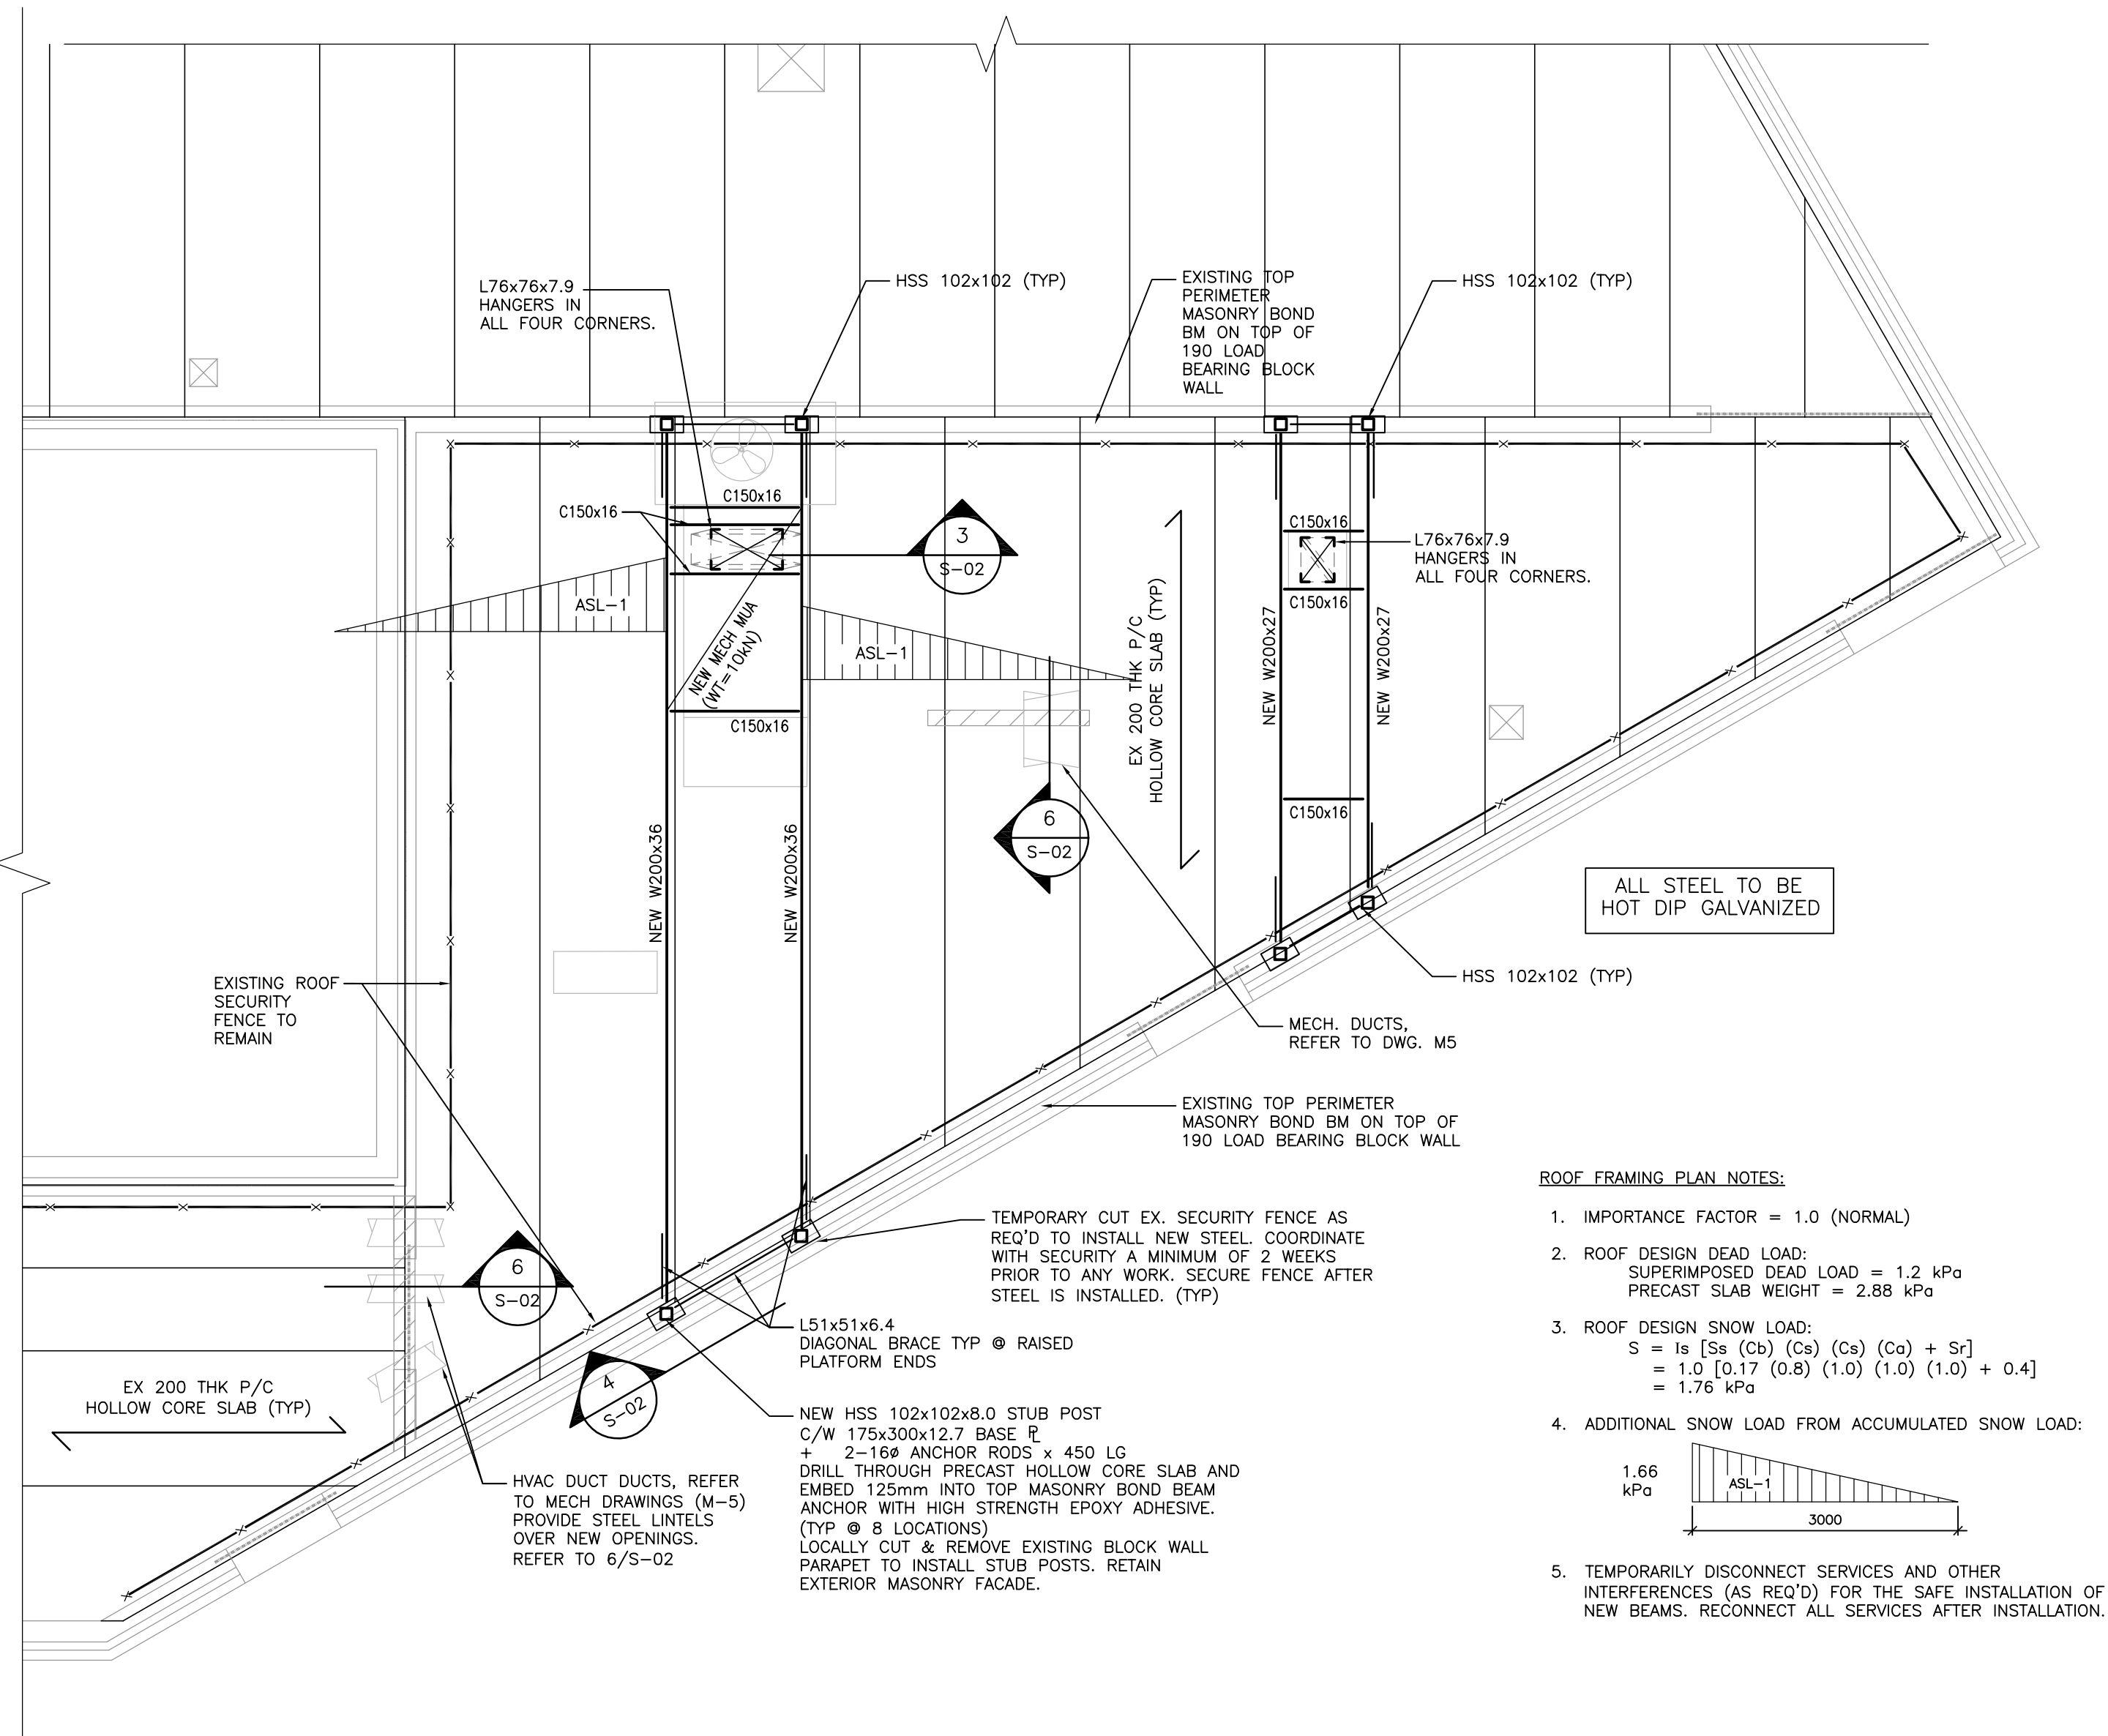 L76x76x7.9
HANGERS IN
ALL FOUR CORNERS.
HSS 102x102 (TYP)
EXISTING TOP
PERIMETER
MASONRY BOND
BM ON TOP OF
190 LOAD
BEARING BLOCK
WALL
HSS 102x102 (TYP)
C150x16
C150x16
3
S-02
C150x16
L76x76x7.9
HANGERS IN
ALL FOUR CORNERS.
C150x16
ASL-1
ASL-1
NEW MECH MUA
(WT=10kN)
C150x16
EX 200 THK P/C
HOLLOW CORE SLAB (TYP)
NEW W200x27
NEW W200x27
C150x16
6
S-02
NEW W200x36
NEW W200x36
ALL STEEL TO BE
HOT DIP GALVANIZED
HSS 102x102 (TYP)
EXISTING ROOF
SECURITY
FENCE TO
REMAIN
MECH. DUCTS,
REFER TO DWG. M5
EXISTING TOP PERIMETER
MASONRY BOND BM ON TOP OF
190 LOAD BEARING BLOCK WALL
TEMPORARY CUT EX. SECURITY FENCE AS
REQ'D TO INSTALL NEW STEEL. COORDINATE
WITH SECURITY A MINIMUM OF 2 WEEKS
PRIOR TO ANY WORK. SECURE FENCE AFTER
STEEL IS INSTALLED. (TYP)
6
S-02
L51x51x6.4
DIAGONAL BRACE TYP @ RAISED
PLATFORM ENDS
4
S-02
EX 200 THK P/C
HOLLOW CORE SLAB (TYP)
NEW HSS 102x102x8.0 STUB POST
C/W 175x300x12.7 BASE ℙL
+ 2-16ø ANCHOR RODS x 450 LG
DRILL THROUGH PRECAST HOLLOW CORE SLAB AND
EMBED 125mm INTO TOP MASONRY BOND BEAM
ANCHOR WITH HIGH STRENGTH EPOXY ADHESIVE.
(TYP @ 8 LOCATIONS)
LOCALLY CUT & REMOVE EXISTING BLOCK WALL
PARAPET TO INSTALL STUB POSTS. RETAIN
EXTERIOR MASONRY FACADE.
HVAC DUCT DUCTS, REFER
TO MECH DRAWINGS (M-5)
PROVIDE STEEL LINTELS
OVER NEW OPENINGS.
REFER TO 6/S-02
ROOF FRAMING PLAN NOTES:
1. IMPORTANCE FACTOR = 1.0 (NORMAL)
2. ROOF DESIGN DEAD LOAD:
SUPERIMPOSED DEAD LOAD = 1.2 kPa
PRECAST SLAB WEIGHT = 2.88 kPa
3. ROOF DESIGN SNOW LOAD:
S = Is [Ss (Cb) (Cs) (Cs) (Ca) + Sr]
= 1.0 [0.17 (0.8) (1.0) (1.0) (1.0) + 0.4]
= 1.76 kPa
4. ADDITIONAL SNOW LOAD FROM ACCUMULATED SNOW LOAD:
1.66
kPa
ASL-1
3000
5. TEMPORARILY DISCONNECT SERVICES AND OTHER
INTERFERENCES (AS REQ'D) FOR THE SAFE INSTALLATION OF
NEW BEAMS. RECONNECT ALL SERVICES AFTER INSTALLATION.